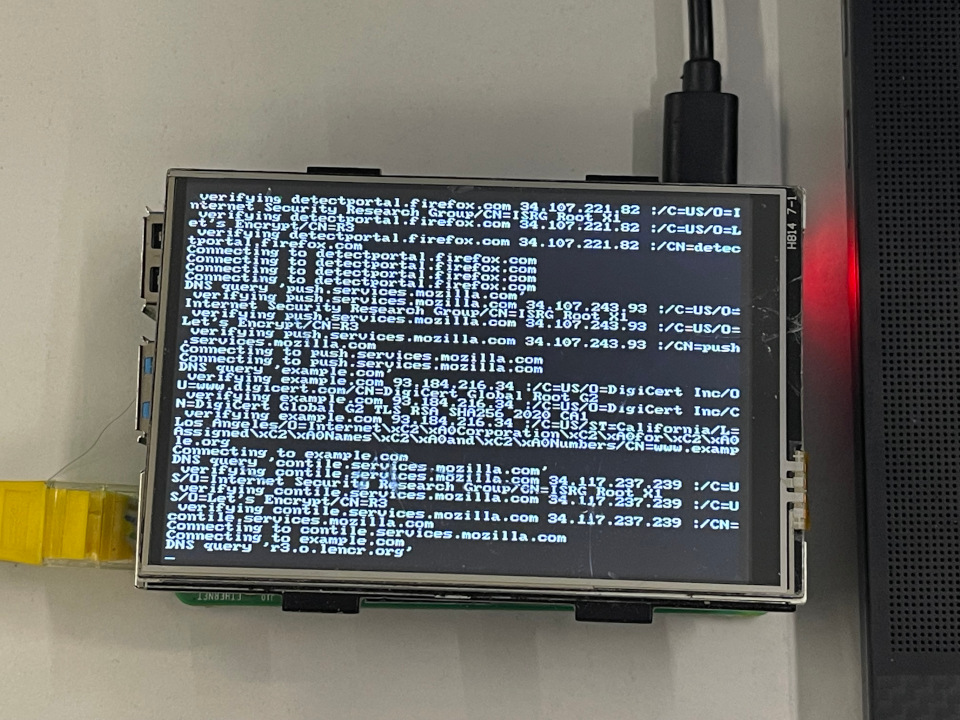 verifying detectportal.firefox.com 34.107.221.82 :/C=US/O=I
nternet Security Research Group/CN=ISRG Root X1
verifying detectportal.firefox.com 34.107.221.82 :/C=US/O=L
et's Encrypt/CN=R3
verifying detectportal.firefox.com 34.107.221.82 :/CN=detec
tportal.firefox.com
Connecting to detectportal.firefox.com
Connecting to detectportal.firefox.com
Connecting to detectportal.firefox.com
Connecting to detectportal.firefox.com
DNS query 'push.services.mozilla.com'
verifying push.services.mozilla.com 34.107.243.93 :/C=US/O=
Internet Security Research Group/CN=ISRG Root X1
verifying push.services.mozilla.com 34.107.243.93 :/C=US/O=
Let's Encrypt/CN=R3
verifying push.services.mozilla.com 34.107.243.93 :/CN=push
.services.mozilla.com
Connecting to push.services.mozilla.com
Connecting to push.services.mozilla.com
DNS query 'example.com'
verifying example.com 93.184.216.34 :/C=US/O=DigiCert Inc/O
U=www.digicert.com/CN=DigiCert Global Root G2
verifying example.com 93.184.216.34 :/C=US/O=DigiCert Inc/C
N=DigiCert Global G2 TLS RSA SHA256 2020 CA1
verifying example.com 93.184.216.34 :/C=US/ST=California/L=
Los Angeles/O=Internet\xC2\xA0Corporation\xC2\xA0for\xC2\xA0
Assigned\xC2\xA0Names\xC2\xA0and\xC2\xA0Numbers/CN=www.examp
le.org
Connecting to example.com
DNS query 'contile.services.mozilla.com'
verifying contile.services.mozilla.com 34.117.237.239 :/C=U
S/O=Internet Security Research Group/CN=ISRG Root X1
verifying contile.services.mozilla.com 34.117.237.239 :/C=U
S/O=Let's Encrypt/CN=R3
verifying contile.services.mozilla.com 34.117.237.239 :/CN=
contile.services.mozilla.com
Connecting to contile.services.mozilla.com
Connecting to example.com
DNS query 'r3.o.lencr.org'
H814 7-1
J10 ETHERNET